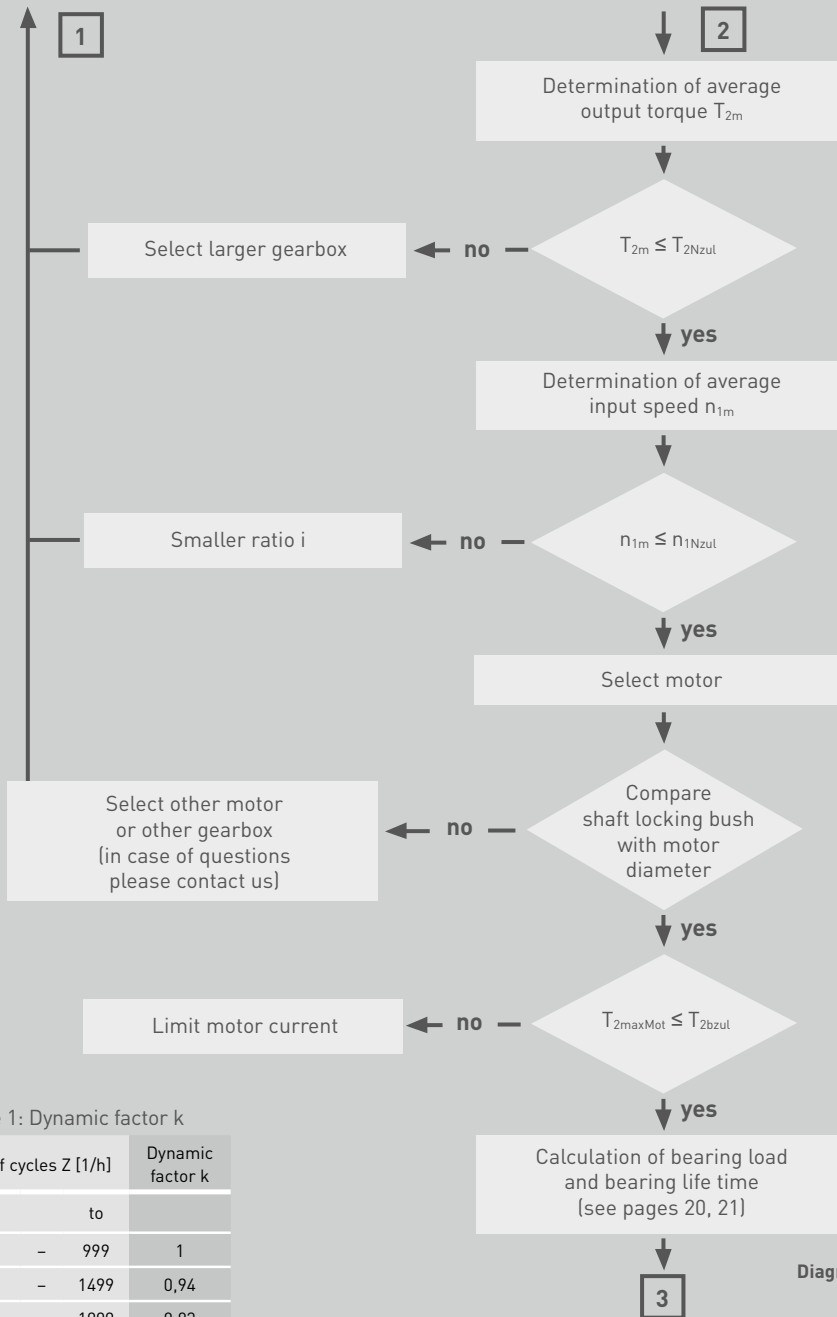 1
2
Determination of average
output torque T2m
T2m ≤ T2Nzul
no
Select larger gearbox
yes
Determination of average
input speed n1m
n1m ≤ n1Nzul
no
Smaller ratio i
yes
Select motor
Compare
shaft locking bush
with motor
diameter
no
Select other motor
or other gearbox
(in case of questions
please contact us)
yes
T2maxMot ≤ T2bzul
no
Limit motor current
yes
Calculation of bearing load
and bearing life time
(see pages 20, 21)
3
1: Dynamic factor k
cycles Z [1/h]
Dynamic
factor k
to
– 999 1
– 1499 0,94